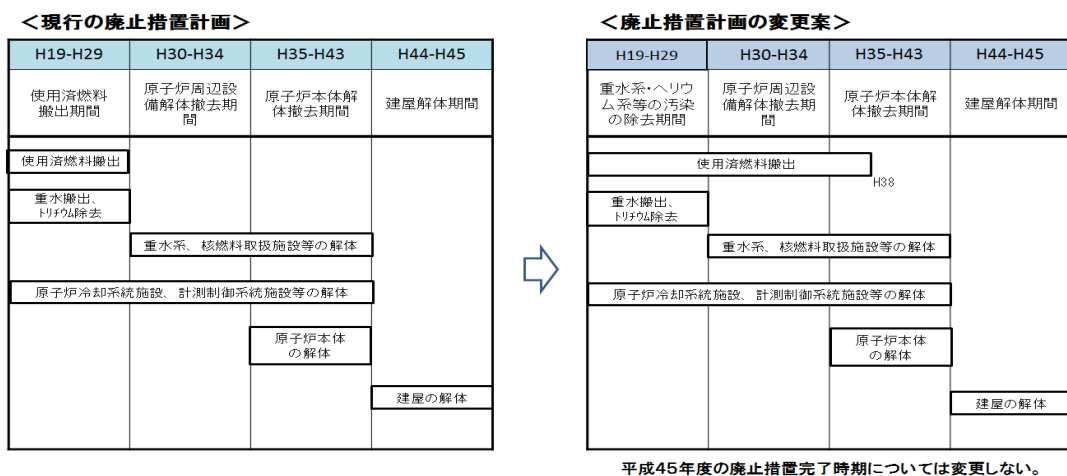 ＜現行の廃止措置計画＞
H19-H29 H30-H34 H35-H43 H44-H45
使用済燃料
搬出期間
原子炉周辺設
備解体撤去期
間
原子炉本体解
体撤去期間
建屋解体期間
使用済燃料搬出
重水搬出、
ﾄﾘﾁｳﾑ除去
重水系、核燃料取扱施設等の解体
原子炉冷却系統施設、計測制御系統施設等の解体
原子炉本体
の解体
建屋の解体
＜廃止措置計画の変更案＞
H19-H29 H30-H34 H35-H43 H44-H45
重水系・ヘリウ
ム系等の汚染
の除去期間
原子炉周辺設
備解体撤去期
間
原子炉本体解
体撤去期間
建屋解体期間
使用済燃料搬出
H38
重水搬出、
ﾄﾘﾁｳﾑ除去
重水系、核燃料取扱施設等の解体
原子炉冷却系統施設、計測制御系統施設等の解体
原子炉本体
の解体
建屋の解体
平成45年度の廃止措置完了時期については変更しない。